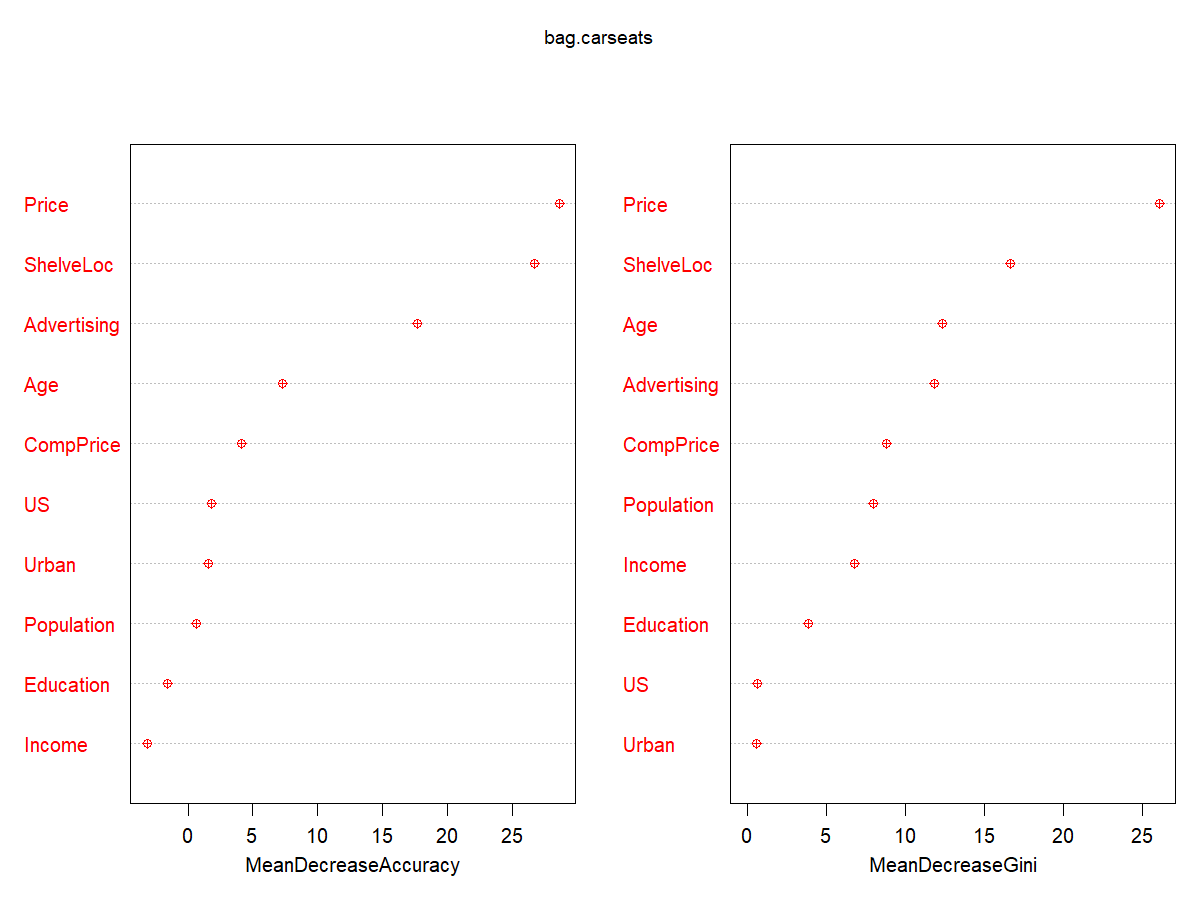 bag.carseats
Price
ShelveLoc
Advertising
Age
CompPrice
US
Urban
Population
Education
Income
0 5 10 15 20 25
MeanDecreaseAccuracy
Price
ShelveLoc
Age
Advertising
CompPrice
Population
Income
Education
US
Urban
0 5 10 15 20 25
MeanDecreaseGini